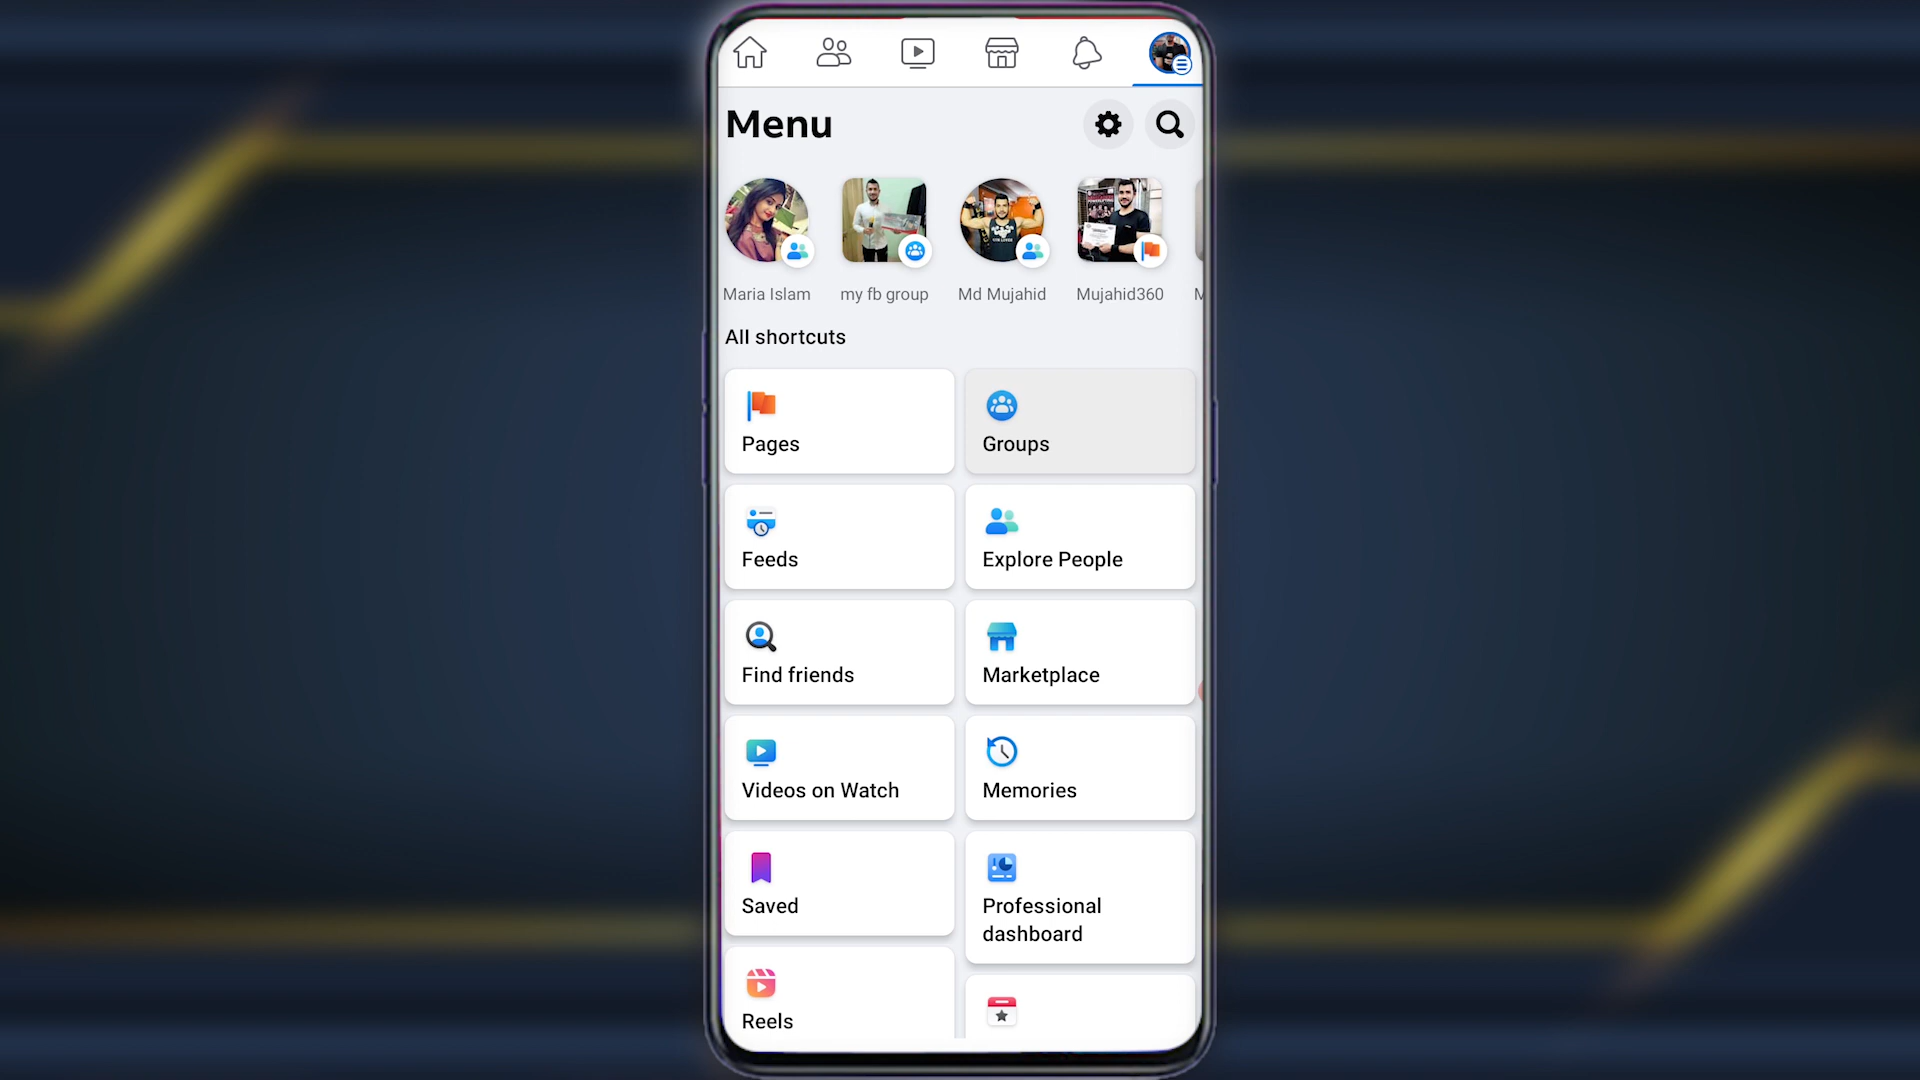 Menu
Maria Islam
my fb group
Md Mujahid
Mujahid360
M
All shortcuts
Pages
Groups
Feeds
Explore People
Find friends
Marketplace
Videos on Watch
Memories
Saved
Professional
dashboard
Reels